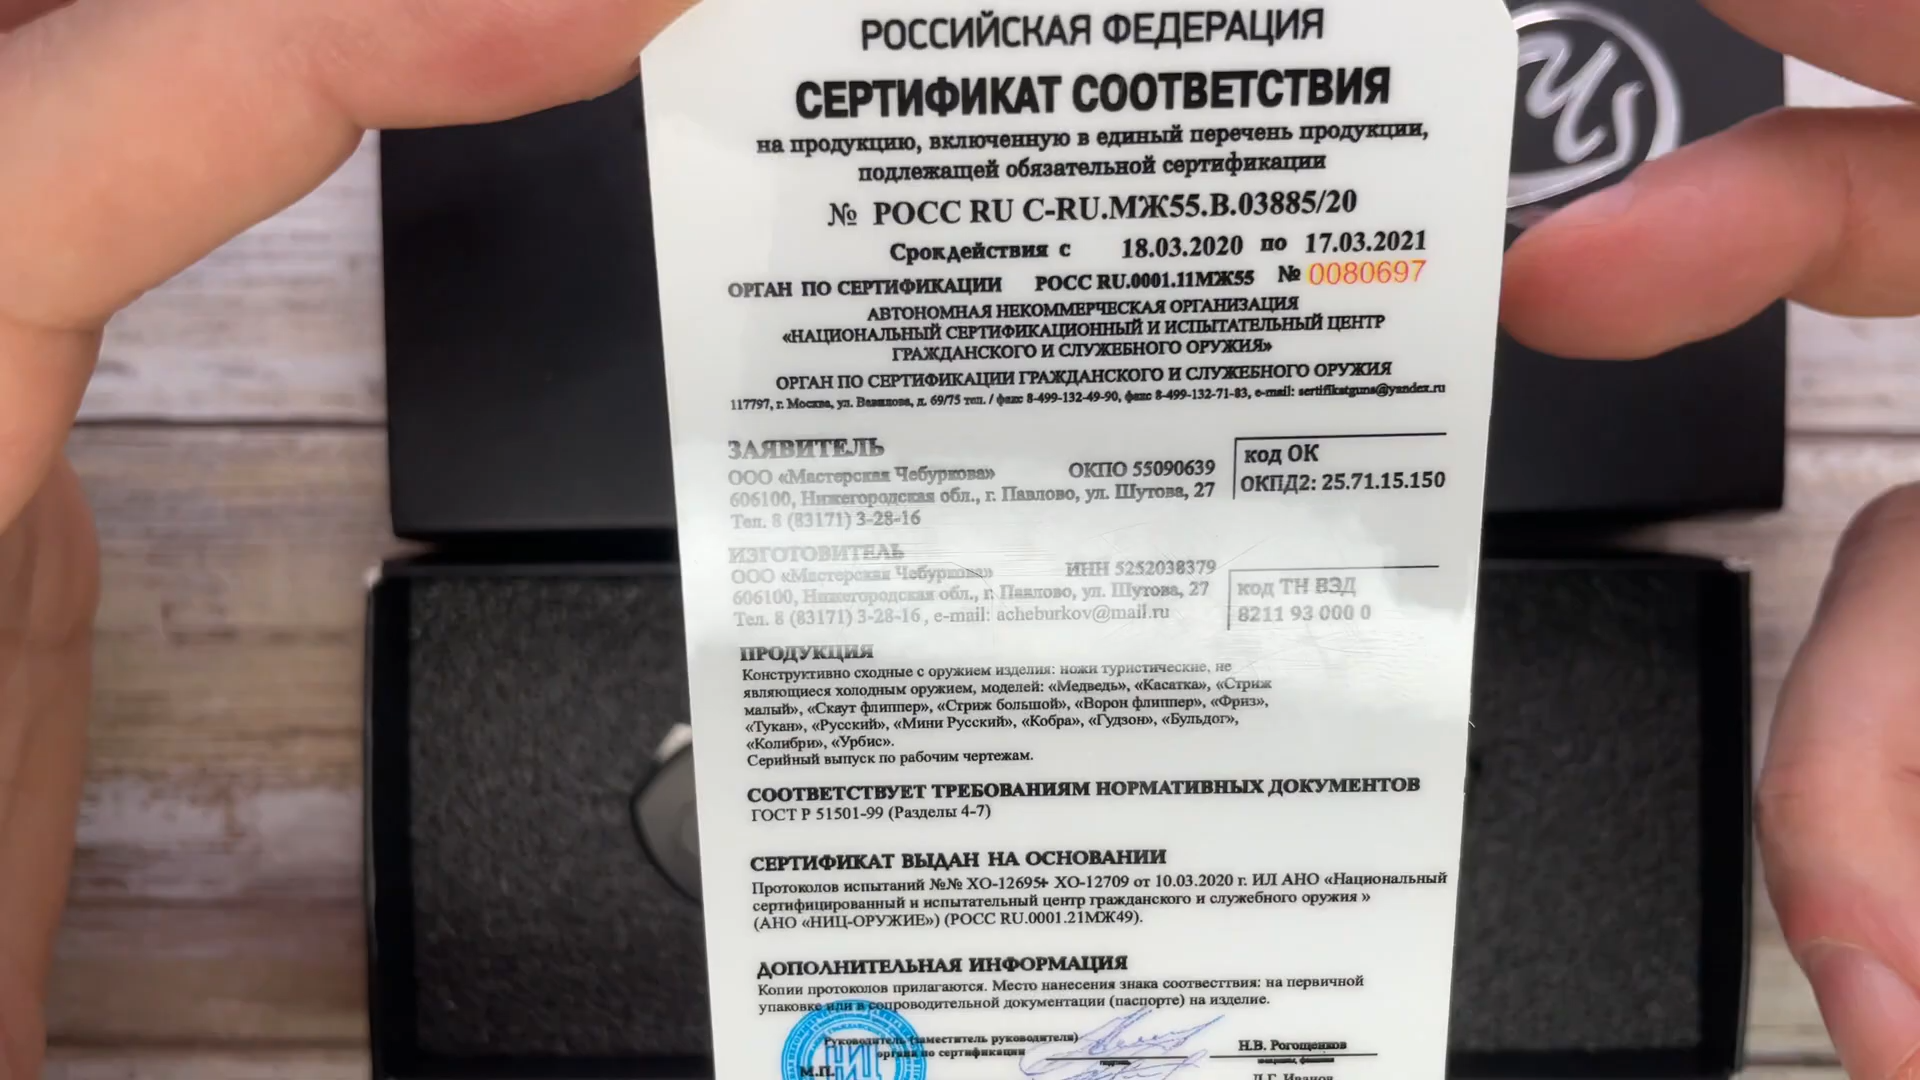 РОССИЙСКАЯ ФЕДЕРАЦИЯ
СЕРТИФИКАТ СООТВЕТСТВИЯ
на продукцию, включенную в единый перечень продукции,
подлежащей обязательной сертификации
№ РОСС RU C-RU.МЖ55.В.03885/20
Срок действия с 18.03.2020 по 17.03.2021
ОРГАН ПО СЕРТИФИКАЦИИ РОСС RU.0001.11МЖ55 № 0080697
АВТОНОМНАЯ НЕКОММЕРЧЕСКАЯ ОРГАНИЗАЦИЯ
«НАЦИОНАЛЬНЫЙ СЕРТИФИКАЦИОННЫЙ И ИСПЫТАТЕЛЬНЫЙ ЦЕНТР
ГРАЖДАНСКОГО И СЛУЖЕБНОГО ОРУЖИЯ»
ОРГАН ПО СЕРТИФИКАЦИИ ГРАЖДАНСКОГО И СЛУЖЕБНОГО ОРУЖИЯ
117797, г. Москва, ул. Вавилова, д. 69/75 тел. / факс 8-499-132-49-90, факс 8-499-132-71-83, e-mail: sertifikatguns@yandex.ru
ЗАЯВИТЕЛЬ
ООО «Мастерская Чебуркова» ОКПО 55090639
606100, Нижегородская обл., г. Павлово, ул. Шутова, 27
Тел. 8 (83171) 3-28-16
код ОК
ОКПД2: 25.71.15.150
ИЗГОТОВИТЕЛЬ
ООО «Мастерская Чебуркова» ИНН 5252038379
606100, Нижегородская обл., г. Павлово, ул. Шутова, 27
Тел. 8 (83171) 3-28-16 , e-mail: acheburkov@mail.ru
код ТН ВЭД
8211 93 000 0
ПРОДУКЦИЯ
Конструктивно сходные с оружием изделия: ножи туристические, не
являющиеся холодным оружием, моделей: «Медведь», «Касатка», «Стриж
малый», «Скаут флиппер», «Стриж большой», «Ворон флиппер», «Фриз»,
«Тукан», «Русский», «Мини Русский», «Кобра», «Гудзон», «Бульдог»,
«Колибри», «Урбис».
Серийный выпуск по рабочим чертежам.
СООТВЕТСТВУЕТ ТРЕБОВАНИЯМ НОРМАТИВНЫХ ДОКУМЕНТОВ
ГОСТ Р 51501-99 (Разделы 4-7)
СЕРТИФИКАТ ВЫДАН НА ОСНОВАНИИ
Протоколов испытаний №№ ХО-12695+ ХО-12709 от 10.03.2020 г. ИЛ АНО «Национальный
сертифицированный и испытательный центр гражданского и служебного оружия »
(АНО «НИЦ-ОРУЖИЕ») (РОСС RU.0001.21МЖ49).
ДОПОЛНИТЕЛЬНАЯ ИНФОРМАЦИЯ
Копии протоколов прилагаются. Место нанесения знака соотвесттвия: на первичной
упаковке или в сопроводительной документации (паспорте) на изделие.
Руководитель (заместитель руководителя)
органа по сертификации
Н.В. Рогощенков
М.П.
НИЦ
Д.Г. Иванов